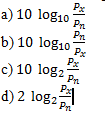 a) 10 log₁₀ Pₓ/Pₙ
b) 10 log₁₀ Pₙ/Pₓ
c) 10 log₂ Pₓ/Pₙ
d) 2 log₂ Pₓ/Pₙ